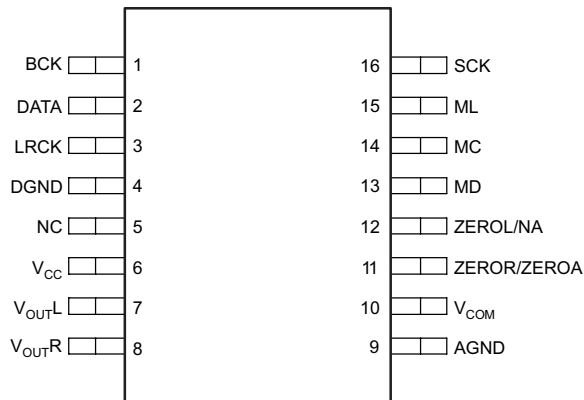 BCK 1 16 SCK
DATA 2 15 ML
LRCK 3 14 MC
DGND 4 13 MD
NC 5 12 ZEROL/NA
VCC 6 11 ZEROR/ZEROA
VOUTL 7 10 VCOM
VOUTR 8 9 AGND